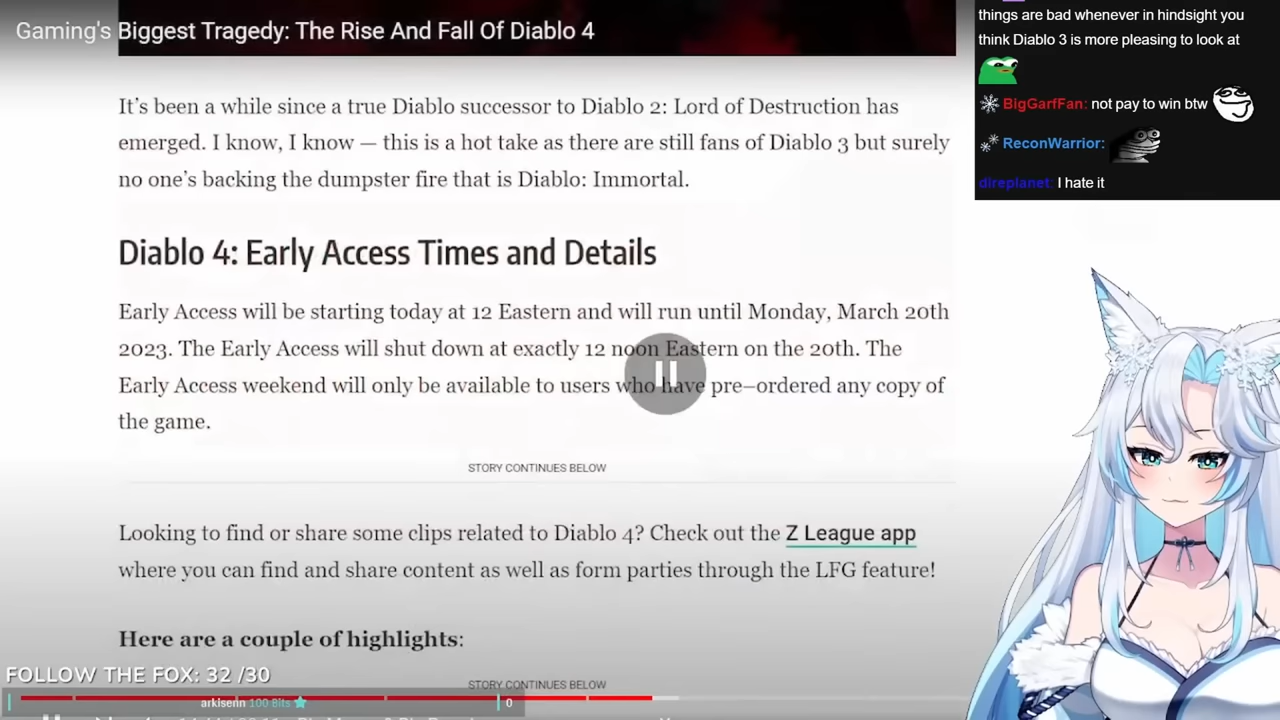 Gaming's Biggest Tragedy: The Rise And Fall Of Diablo 4
It's been a while since a true Diablo successor to Diablo 2: Lord of Destruction has
emerged. I know, I know — this is a hot take as there are still fans of Diablo 3 but surely
no one's backing the dumpster fire that is Diablo: Immortal.
Diablo 4: Early Access Times and Details
Early Access will be starting today at 12 Eastern and will run until Monday, March 20th
2023. The Early Access will shut down at exactly 12 noon Eastern on the 20th. The
Early Access weekend will only be available to users who have pre–ordered any copy of
the game.
STORY CONTINUES BELOW
Looking to find or share some clips related to Diablo 4? Check out the Z League app
where you can find and share content as well as form parties through the LFG feature!
Here are a couple of highlights:
STORY CONTINUES BELOW
FOLLOW THE FOX: 32 /30
arkisenn 100 Bits
0
things are bad whenever in hindsight you
think Diablo 3 is more pleasing to look at
BigGarfFan: not pay to win btw
ReconWarrior:
direplanet: I hate it